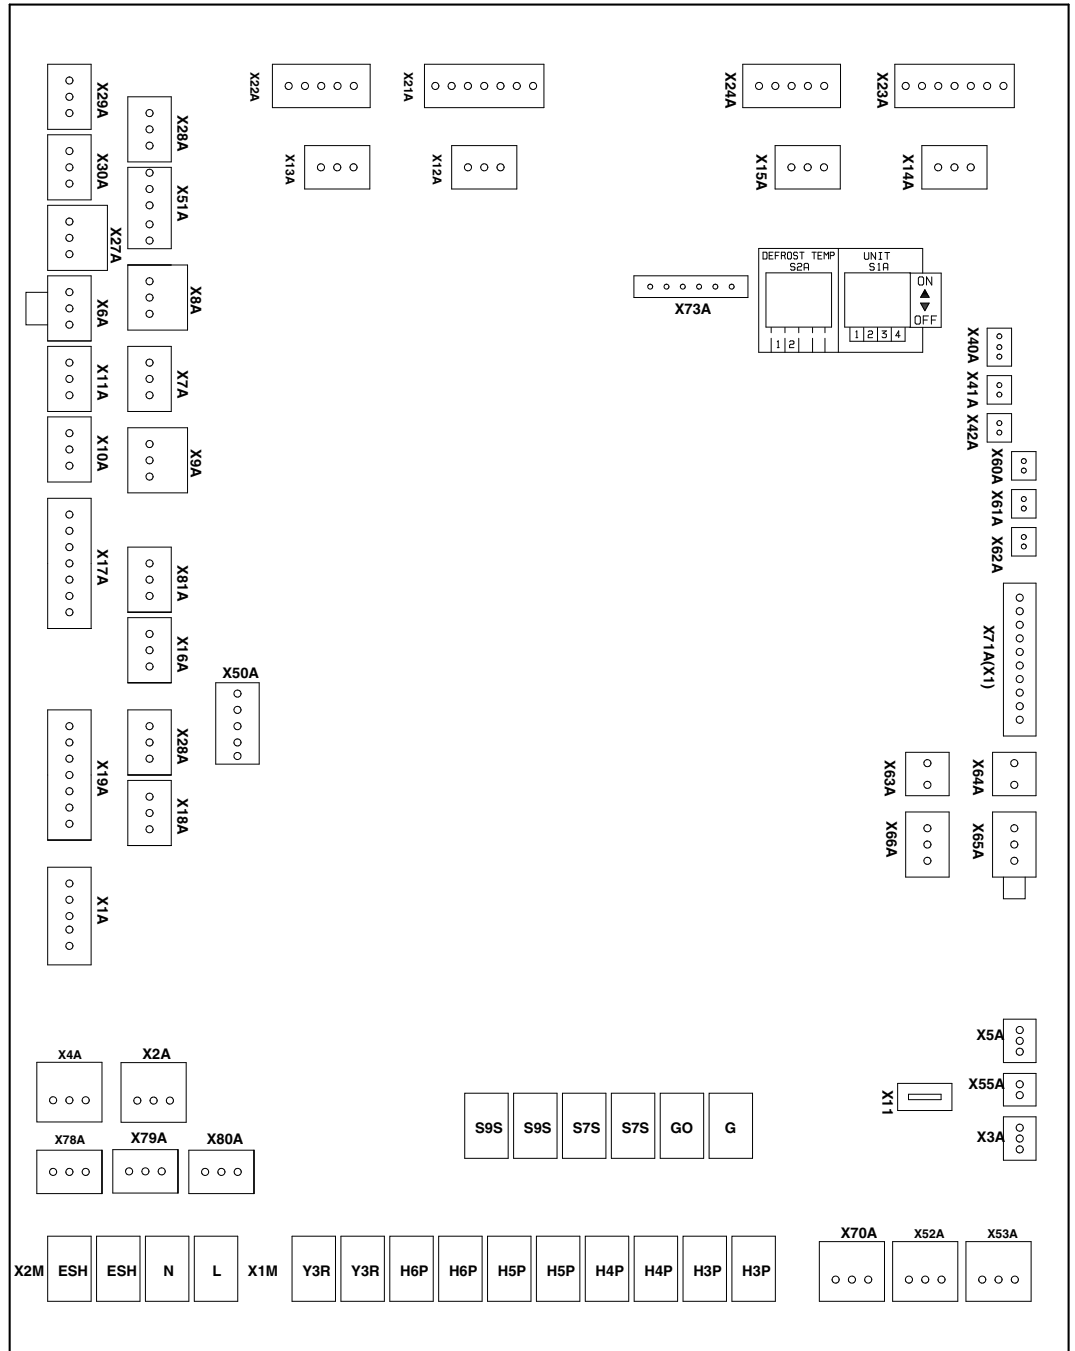 X22A
X21A
X24A
X23A
X29A
X28A
X13A
X12A
X15A
X14A
X30A
X51A
X27A
DEFROST TEMP
S2A
UNIT
S1A
ON
OFF
1 2
1 2 3 4
X73A
X6A
X8A
X40A
X11A
X7A
X41A
X42A
X10A
X9A
X60A
X61A
X62A
X17A
X81A
X16A
X71A(X1)
X50A
X19A
X28A
X18A
X63A
X64A
X66A
X65A
X1A
X5A
X4A
X2A
X55A
X11
X3A
S9S S9S S7S S7S GO G
X78A
X79A
X80A
X70A
X52A
X53A
X2M ESH ESH N L X1M Y3R Y3R H6P H6P H5P H5P H4P H4P H3P H3P